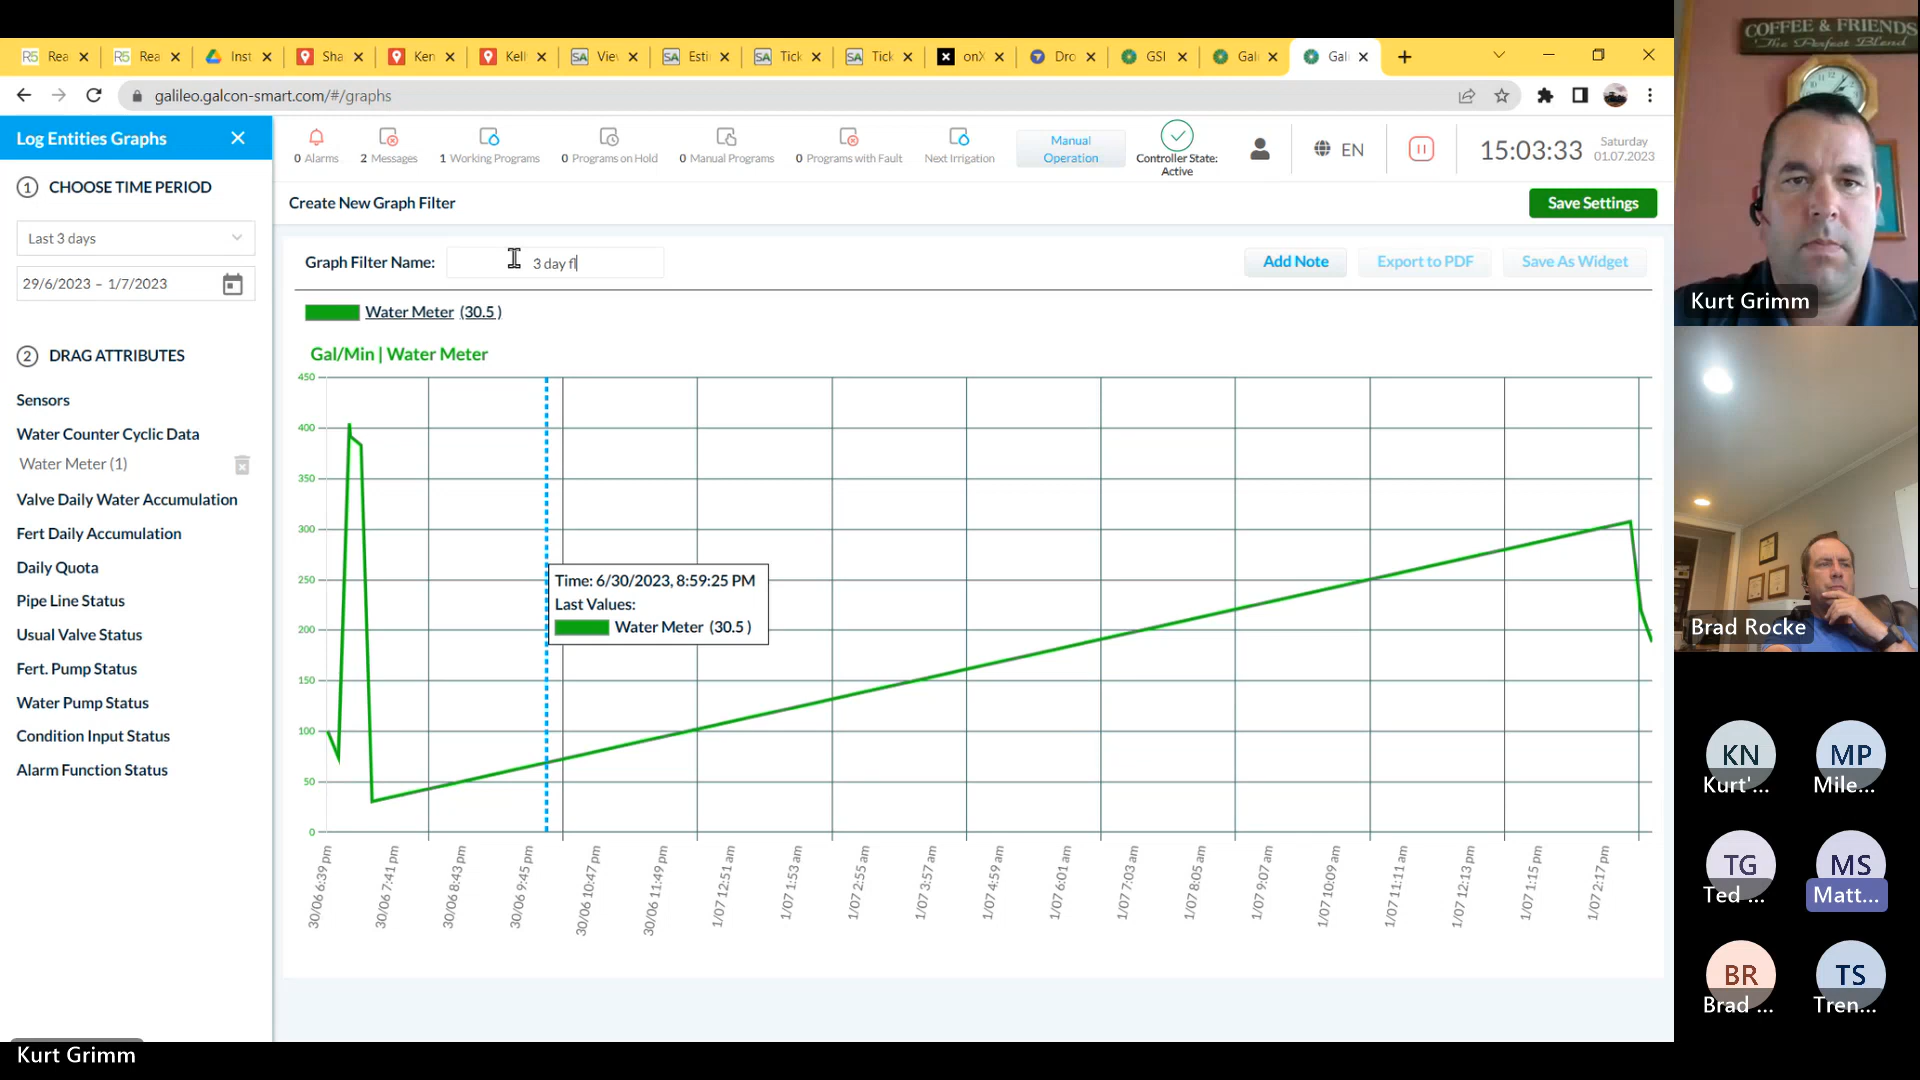 Rea
Rea
Inst
Sha
Ken
Kell
Viev
Esti
Tick
Tick
onX
Dro
GSI
Gali
Gali
galileo.galcon-smart.com/#/graphs
Log Entities Graphs
1 CHOOSE TIME PERIOD
Last 3 days
29/6/2023 – 1/7/2023
2 DRAG ATTRIBUTES
Sensors
Water Counter Cyclic Data
Water Meter (1)
Valve Daily Water Accumulation
Fert Daily Accumulation
Daily Quota
Pipe Line Status
Usual Valve Status
Fert. Pump Status
Water Pump Status
Condition Input Status
Alarm Function Status
0 Alarms
2 Messages
1 Working Programs
0 Programs on Hold
0 Manual Programs
0 Programs with Fault
Next Irrigation
Manual
Operation
Controller State:
Active
EN
15:03:33
Saturday
01.07.2023
Create New Graph Filter
Save Settings
Graph Filter Name:
3 day fl
Add Note
Export to PDF
Save As Widget
Water Meter (30.5 )
Gal/Min | Water Meter
450
400
350
300
250
200
150
100
50
0
Time: 6/30/2023, 8:59:25 PM
Last Values:
Water Meter (30.5 )
30/06 6:39 pm
30/06 7:41 pm
30/06 8:43 pm
30/06 9:45 pm
30/06 10:47 pm
30/06 11:49 pm
1/07 12:51 am
1/07 1:53 am
1/07 2:55 am
1/07 3:57 am
1/07 4:59 am
1/07 6:01 am
1/07 7:03 am
1/07 8:05 am
1/07 9:07 am
1/07 10:09 am
1/07 11:11 am
1/07 12:13 pm
1/07 1:15 pm
1/07 2:17 pm
COFFEE & FRIENDS
The Perfect Blend
Kurt Grimm
Brad Rocke
KN
Kurt'...
MP
Mile...
TG
Ted ...
MS
Matt...
BR
Brad ...
TS
Tren...
Kurt Grimm